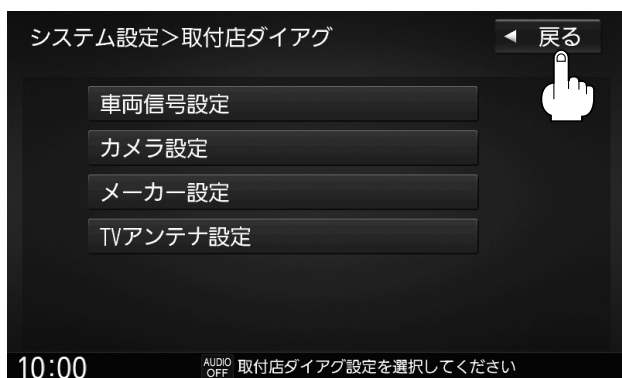 システム設定＞取付店ダイアグ
◀ 戻る
車両信号設定
カメラ設定
メーカー設定
TVアンテナ設定
10:00
AUDIO
OFF
取付店ダイアグ設定を選択してください